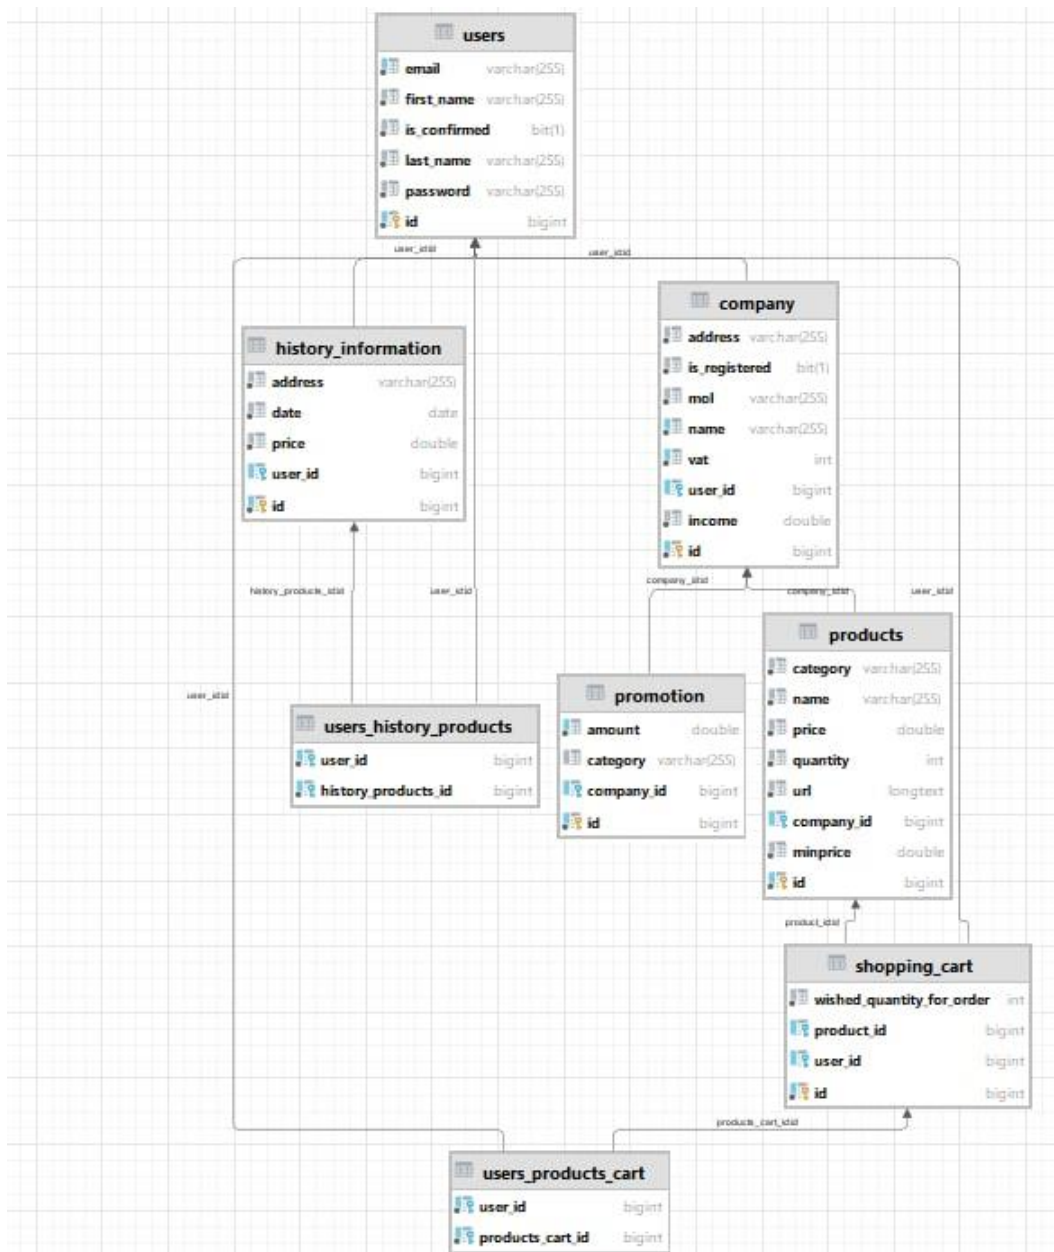 users
email varchar(255)
first_name varchar(255)
is_confirmed bit(1)
last_name varchar(255)
password varchar(255)
id bigint
user_id:id
user_id:id
company
address varchar(255)
is_registered bit(1)
mol varchar(255)
name varchar(255)
vat int
user_id bigint
income double
id bigint
history_information
address varchar(255)
date date
price double
user_id bigint
id bigint
history_products_id:id
user_id:id
company_id:id
company_id:id
user_id:id
products
category varchar(255)
name varchar(255)
price double
quantity int
url longtext
company_id bigint
minprice double
id bigint
user_id:id
promotion
amount double
category varchar(255)
company_id bigint
id bigint
users_history_products
user_id bigint
history_products_id bigint
product_id:id
shopping_cart
wished_quantity_for_order int
product_id bigint
user_id bigint
id bigint
products_cart_id:id
users_products_cart
user_id bigint
products_cart_id bigint